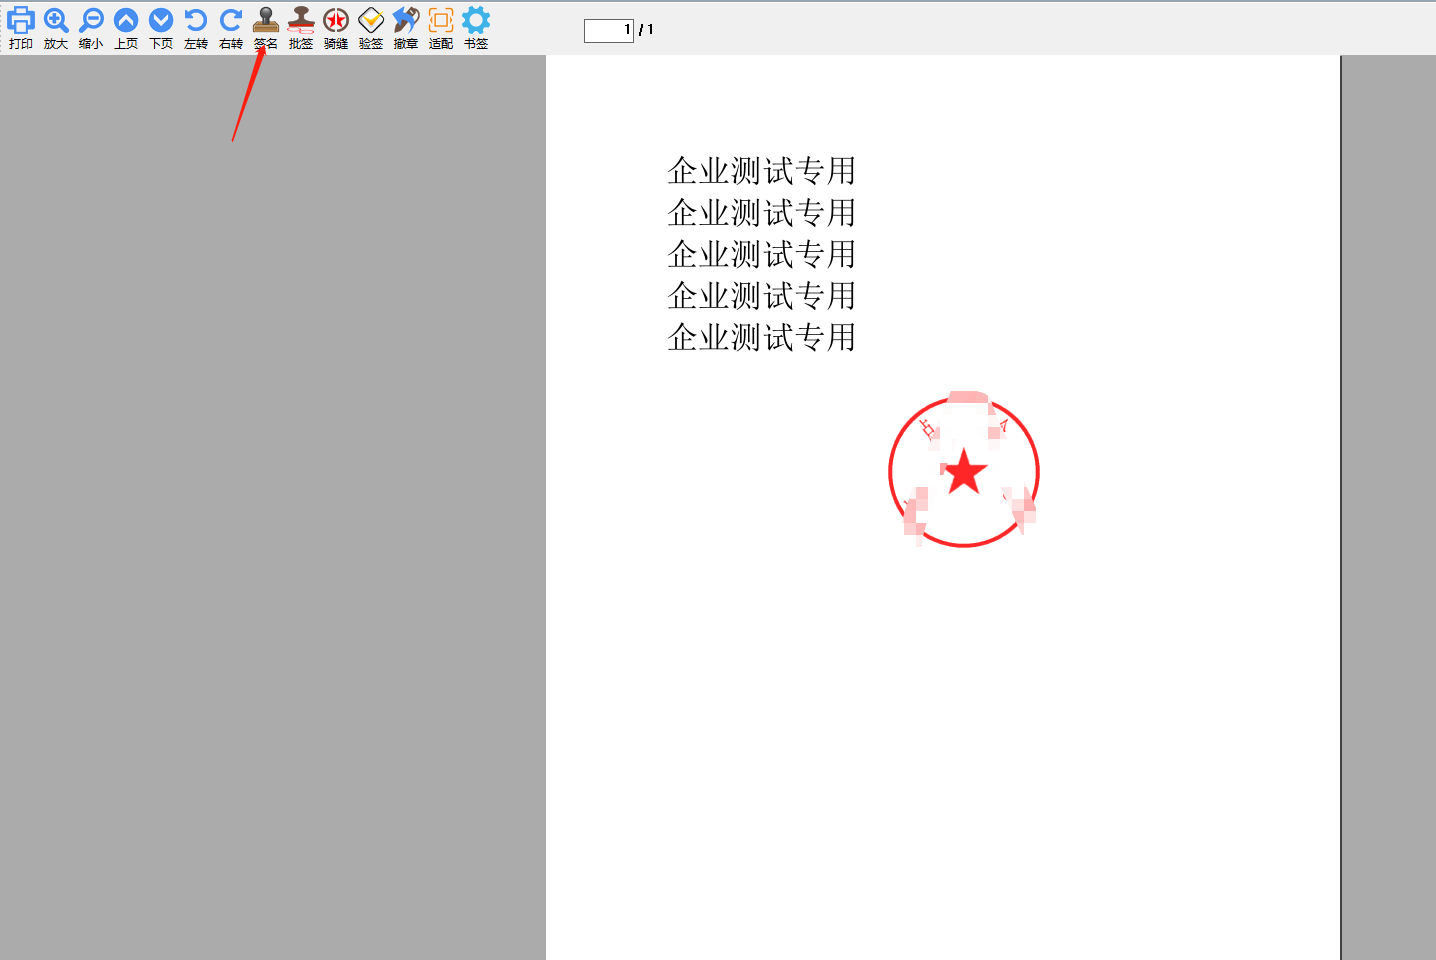 打印 放大 缩小 上页 下页 左转 右转 签名 批签 骑缝 验签 撤章 适配 书签
1 / 1
企业测试专用
企业测试专用
企业测试专用
企业测试专用
企业测试专用